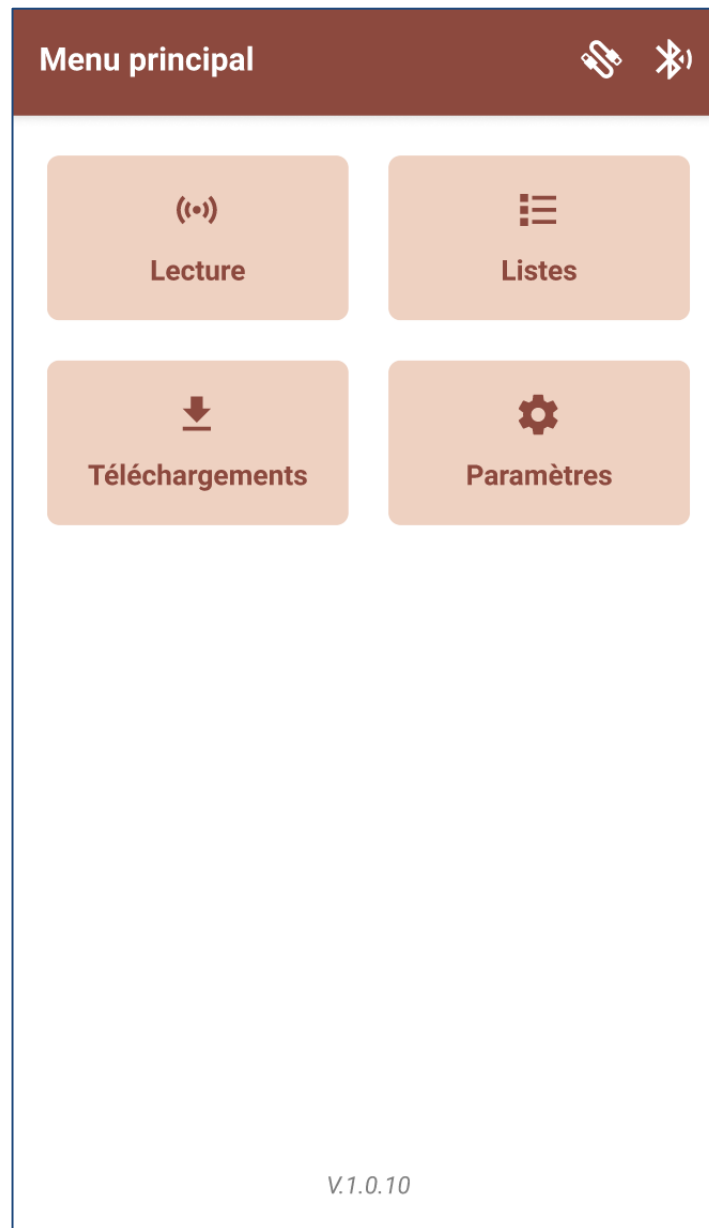 Menu principal
Lecture
Listes
Téléchargements
Paramètres
V.1.0.10